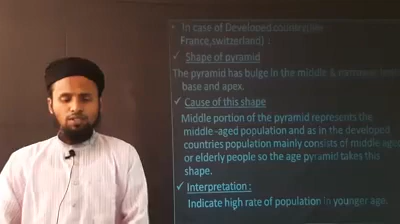 • In case of Developed country(like
France,switzerland) :
✓ Shape of pyramid
The pyramid has bulge in the middle &
base and apex.
✓ Cause of this shape
Middle portion of the pyramid represents the
middle -aged population and as in the developed
countries population mainly consists of middle aged
or elderly people so the age pyramid takes this
shape.
✓ Interpretation :
Indicate high rate of population in younger age.